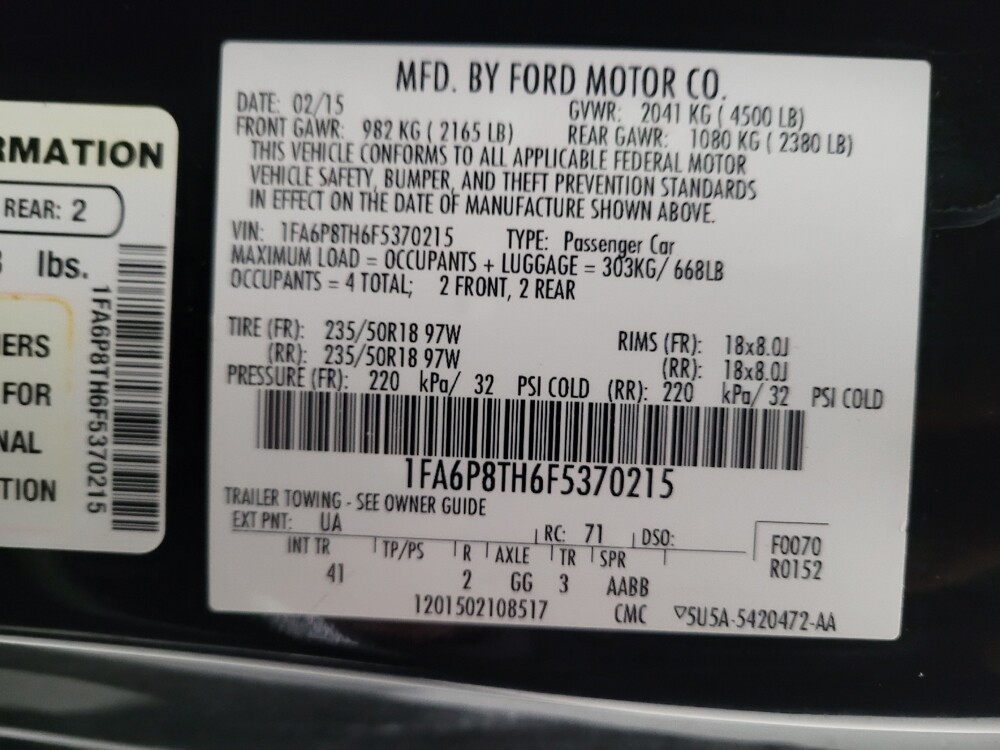 MFD. BY FORD MOTOR CO.
DATE: 02/15 GVWR: 2041 KG ( 4500 LB)
FRONT GAWR: 982 KG ( 2165 LB) REAR GAWR: 1080 KG ( 2380 LB)
THIS VEHICLE CONFORMS TO ALL APPLICABLE FEDERAL MOTOR
VEHICLE SAFETY, BUMPER, AND THEFT PREVENTION STANDARDS
IN EFFECT ON THE DATE OF MANUFACTURE SHOWN ABOVE.
VIN: 1FA6P8TH6F5370215 TYPE: Passenger Car
MAXIMUM LOAD = OCCUPANTS + LUGGAGE = 303KG/ 668LB
OCCUPANTS = 4 TOTAL; 2 FRONT, 2 REAR
TIRE (FR): 235/50R18 97W RIMS (FR): 18x8.0J
(RR): 235/50R18 97W (RR): 18x8.0J
PRESSURE (FR): 220 kPa/ 32 PSI COLD (RR): 220 kPa/ 32 PSI COLD
1FA6P8TH6F5370215
TRAILER TOWING - SEE OWNER GUIDE
EXT PNT: UA RC: 71 DSO: F0070
INT TR TP/PS R AXLE TR SPR R0152
41 2 GG 3 AABB
1201502108517 CMC ▽5U5A-5420472-AA
RMATION
REAR: 2
lbs.
1FA6P8TH6F5370215
ERS
FOR
NAL
TION